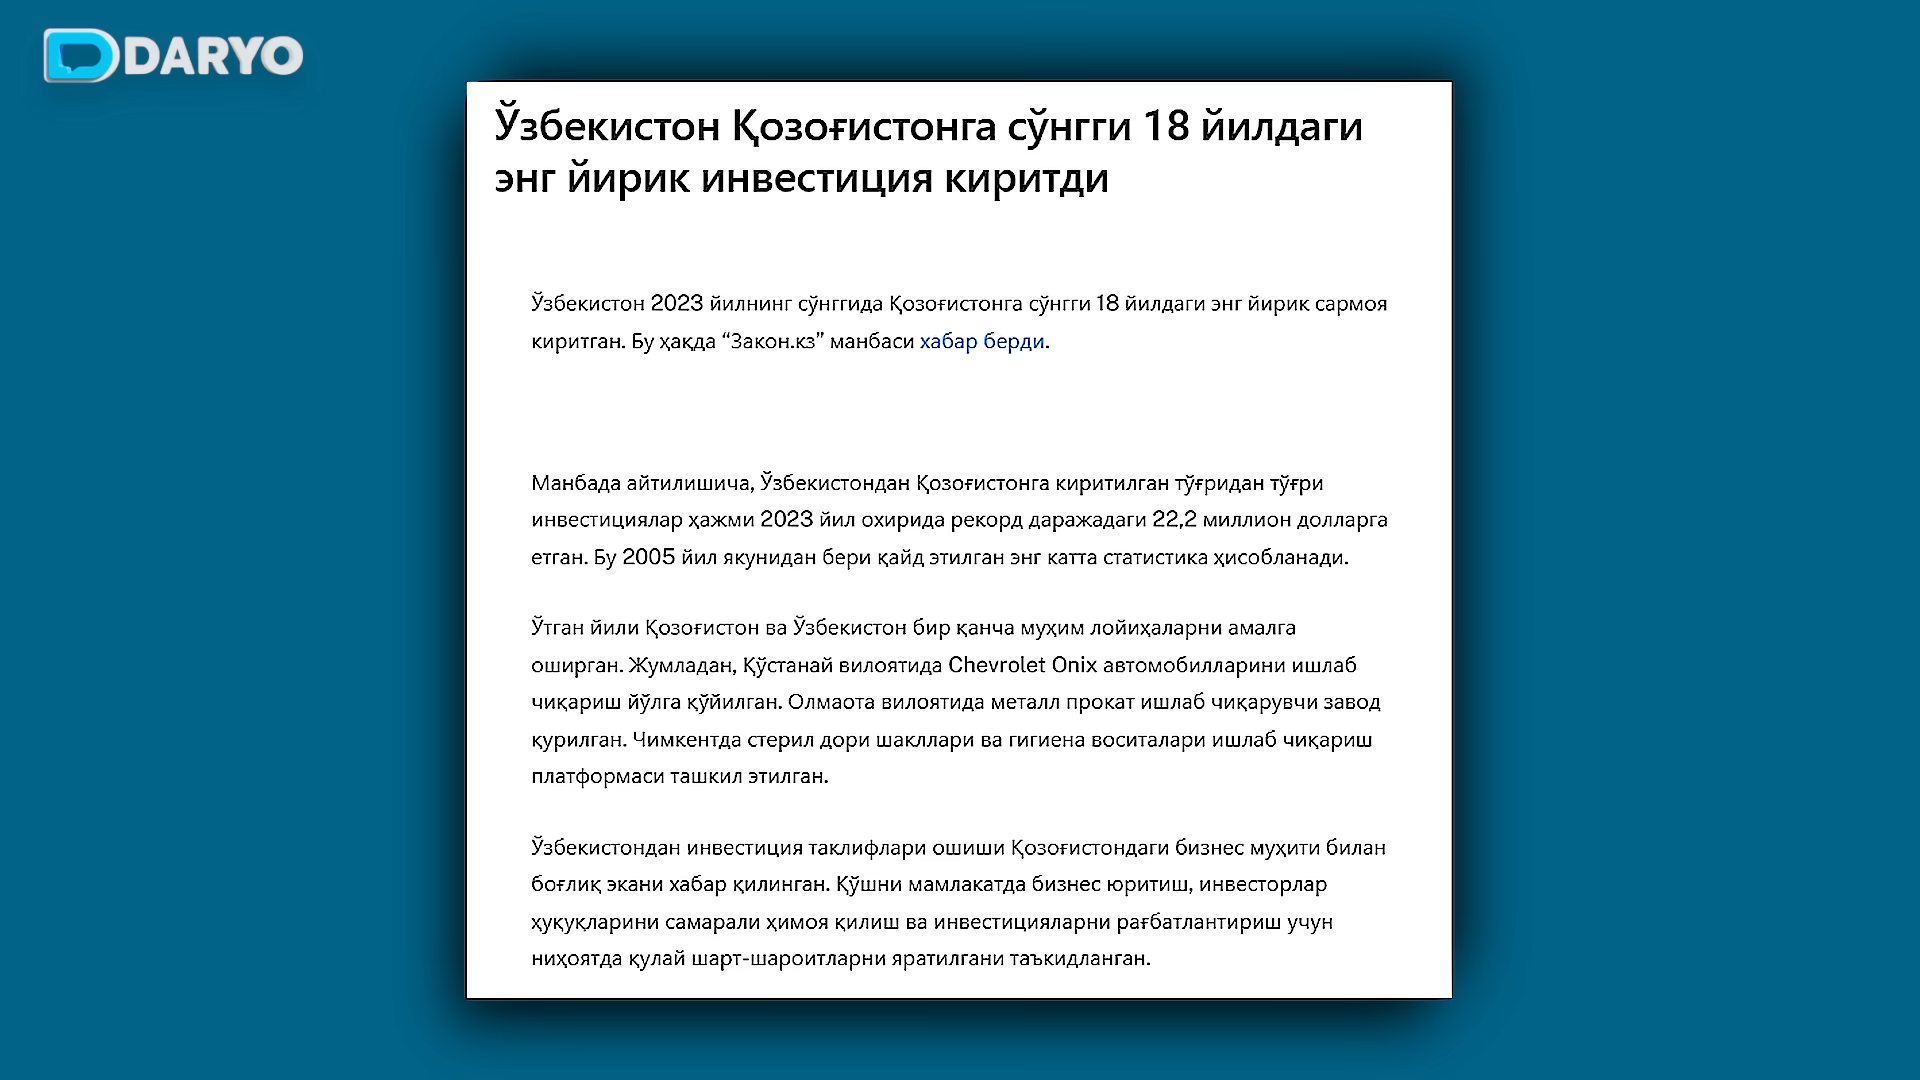 DARYO
Ўзбекистон Қозоғистонга сўнгги 18 йилдаги
энг йирик инвестиция киритди
Ўзбекистон 2023 йилнинг сўнггида Қозоғистонга сўнгги 18 йилдаги энг йирик сармоя
киритган. Бу ҳақда “Закон.кз” манбаси хабар берди.
Манбада айтилишича, Ўзбекистондан Қозоғистонга киритилган тўғридан тўғри
инвестициялар ҳажми 2023 йил охирида рекорд даражадаги 22,2 миллион долларга
етган. Бу 2005 йил якунидан бери қайд этилган энг катта статистика ҳисобланади.
Ўтган йили Қозоғистон ва Ўзбекистон бир қанча муҳим лойиҳаларни амалга
оширган. Жумладан, Қўстанай вилоятида Chevrolet Onix автомобилларини ишлаб
чиқариш йўлга қўйилган. Олмаота вилоятида металл прокат ишлаб чиқарувчи завод
қурилган. Чимкентда стерил дори шакллари ва гигиена воситалари ишлаб чиқариш
платформаси ташкил этилган.
Ўзбекистондан инвестиция таклифлари ошиши Қозоғистондаги бизнес муҳити билан
боғлиқ экани хабар қилинган. Қўшни мамлакатда бизнес юритиш, инвесторлар
ҳуқуқларини самарали ҳимоя қилиш ва инвестицияларни рағбатлантириш учун
ниҳоятда қулай шарт-шароитларни яратилгани таъкидланган.